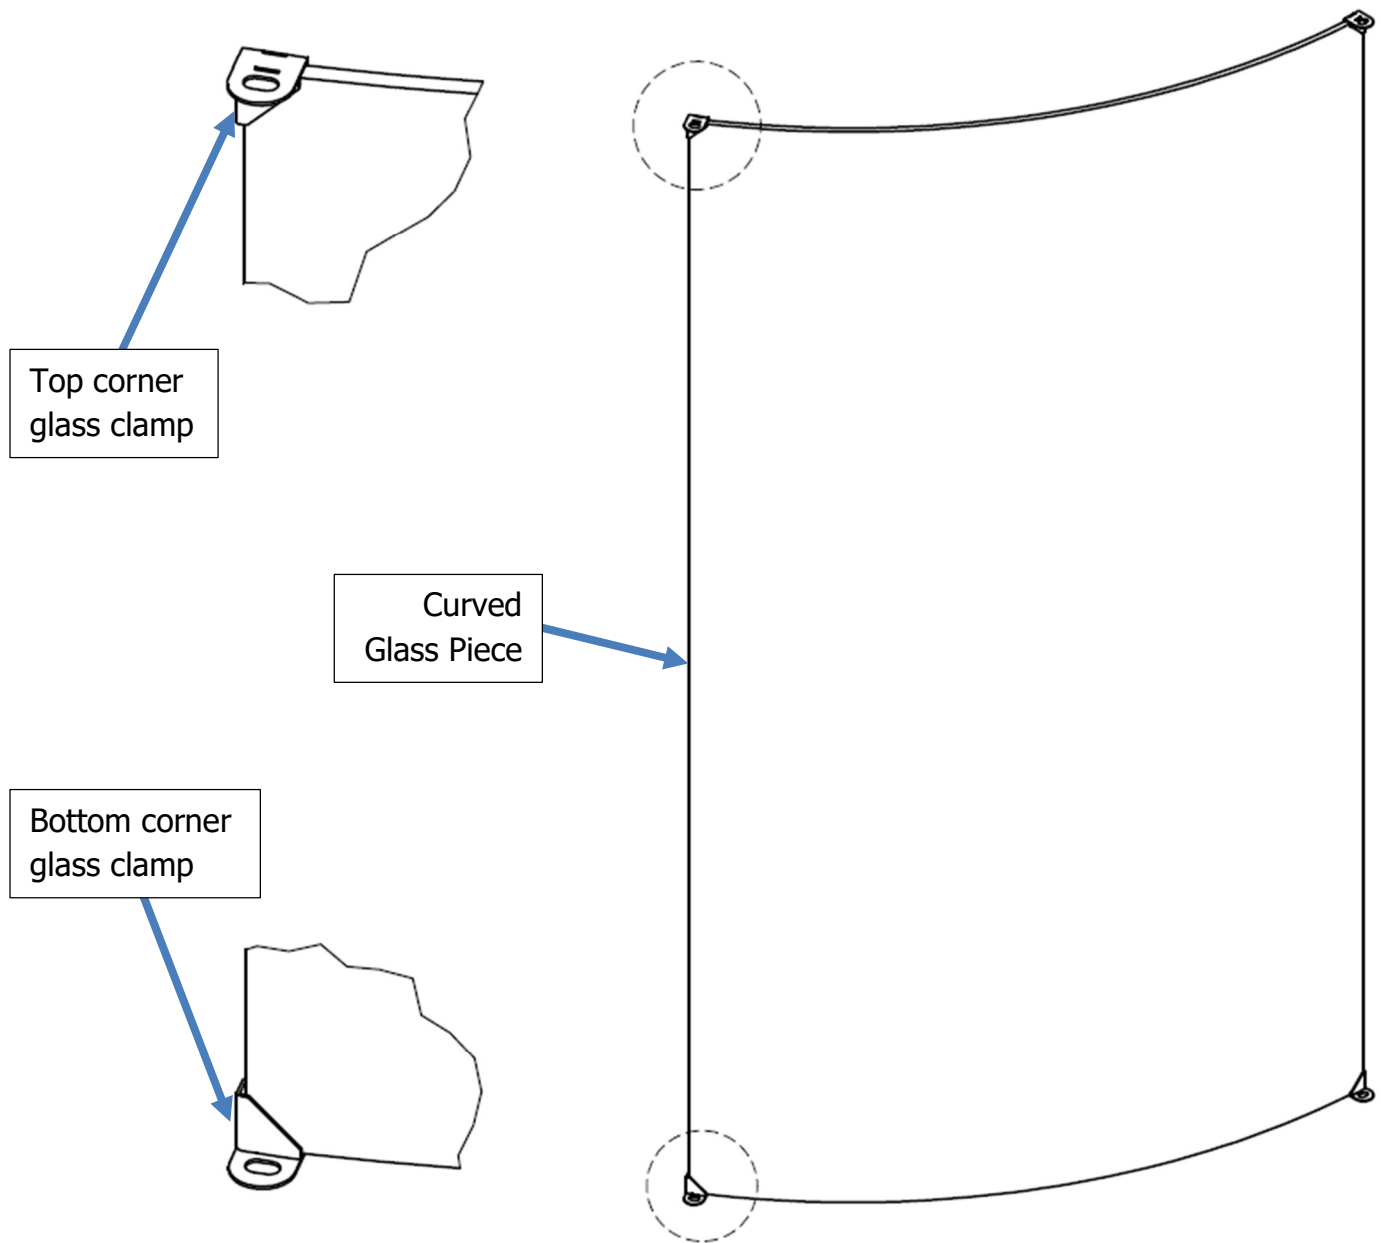 Top corner
glass clamp
Curved
Glass Piece
Bottom corner
glass clamp